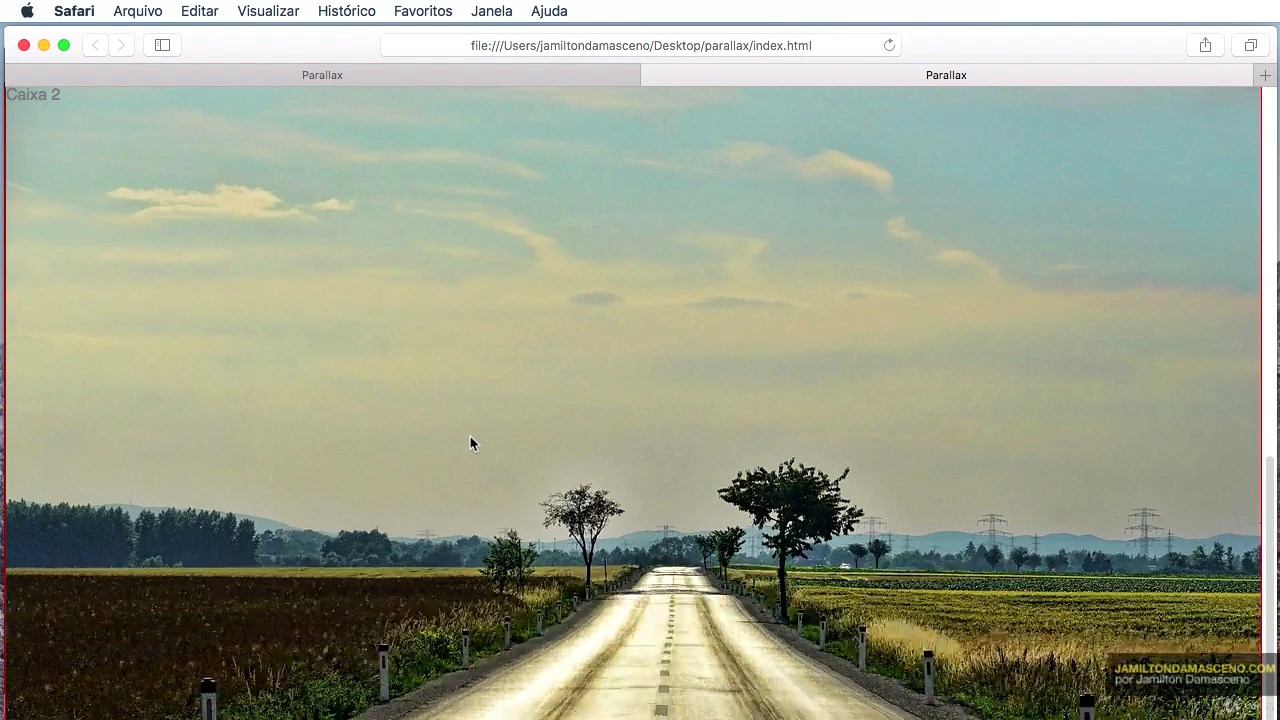 Safari Arquivo Editar Visualizar Histórico Favoritos Janela Ajuda
file:///Users/jamiltondamasceno/Desktop/parallax/index.html
Parallax Parallax
Caixa 2
JAMILTONDAMASCENO.COM
por Jamilton Damasceno